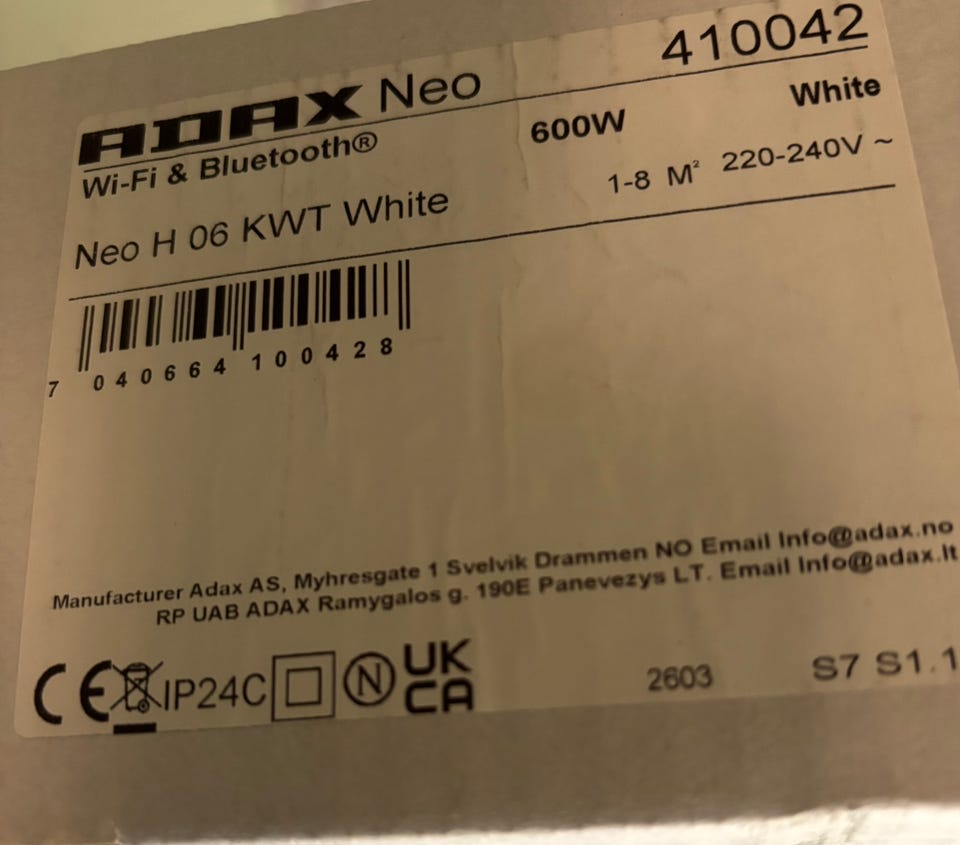 ADAX Neo 410042
Wi-Fi & Bluetooth® 600W White
Neo H 06 KWT White 1-8 M² 220-240V ~
7 040664 100428
Manufacturer Adax AS, Myhresgate 1 Svelvik Drammen NO Email Info@adax.no
RP UAB ADAX Ramygalos g. 190E Panevezys LT. Email Info@adax.lt
CE IP24C N UK CA 2603 S7 S1.1